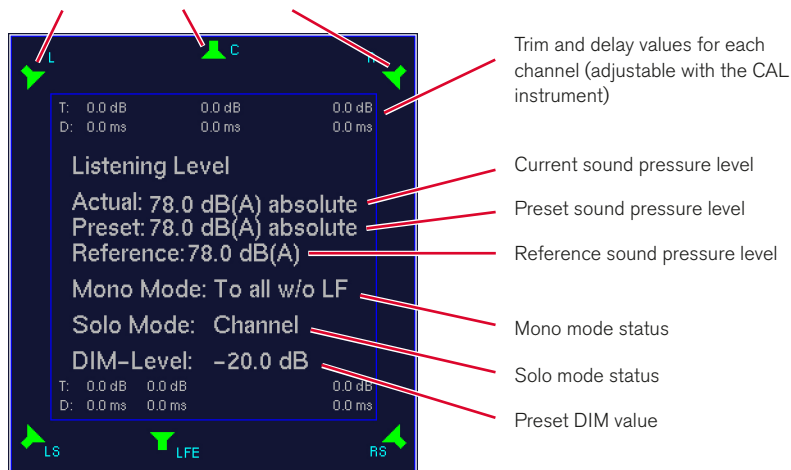 L C R
T: 0.0 dB 0.0 dB 0.0 dB
D: 0.0 ms 0.0 ms 0.0 ms
Listening Level
Actual: 78.0 dB(A) absolute
Preset: 78.0 dB(A) absolute
Reference: 78.0 dB(A)
Mono Mode: To all w/o LF
Solo Mode: Channel
DIM-Level: -20.0 dB
T: 0.0 dB 0.0 dB 0.0 dB
D: 0.0 ms 0.0 ms 0.0 ms
LS LFE RS
Trim and delay values for each
channel (adjustable with the CAL
instrument)
Current sound pressure level
Preset sound pressure level
Reference sound pressure level
Mono mode status
Solo mode status
Preset DIM value